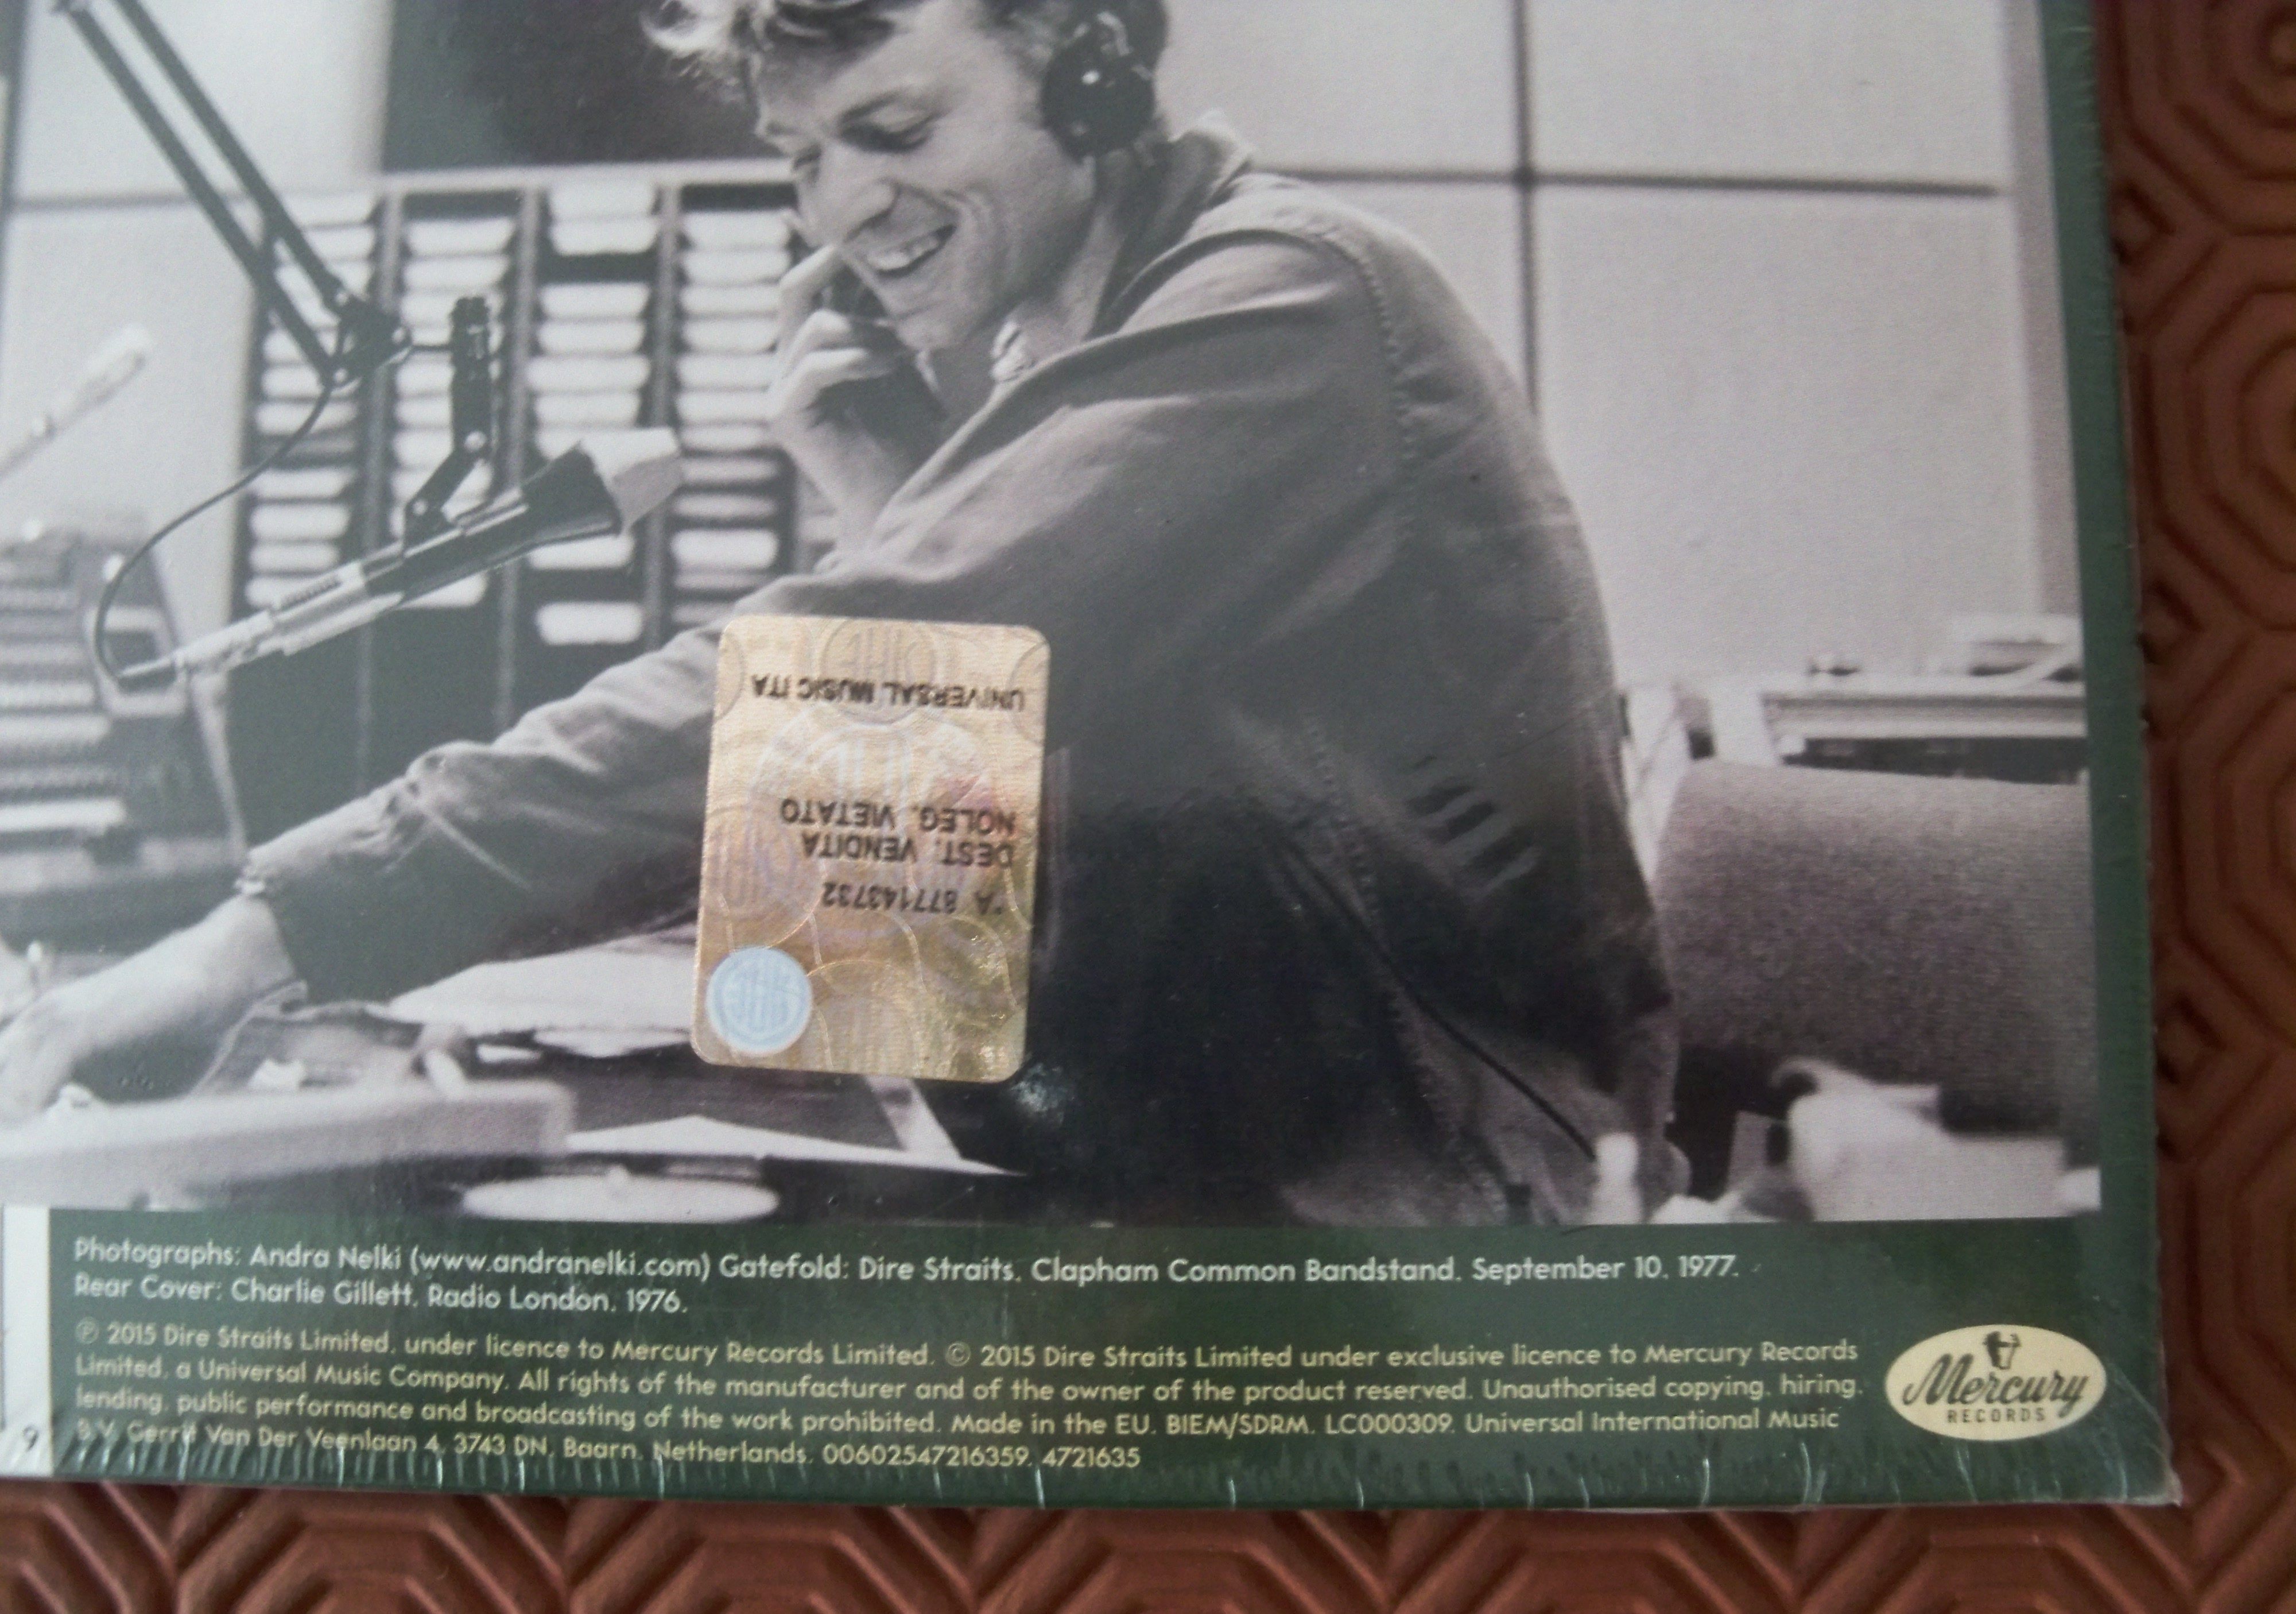 UNIVERSAL MUSIC ITA
NOLEG. VIETATO
DEST. VENDITA
*A 877143732
SIAE
Photographs: Andra Nelki (www.andranelki.com) Gatefold: Dire Straits, Clapham Common Bandstand, September 10, 1977.
Rear Cover: Charlie Gillett, Radio London, 1976.
℗ 2015 Dire Straits Limited, under licence to Mercury Records Limited. © 2015 Dire Straits Limited under exclusive licence to Mercury Records
Limited, a Universal Music Company. All rights of the manufacturer and of the owner of the product reserved. Unauthorised copying, hiring,
lending, public performance and broadcasting of the work prohibited. Made in the EU. BIEM/SDRM. LC000309. Universal International Music
B.V. Gerrit Van Der Veenlaan 4, 3743 DN, Baarn, Netherlands. 00602547216359. 4721635
Mercury
RECORDS
9